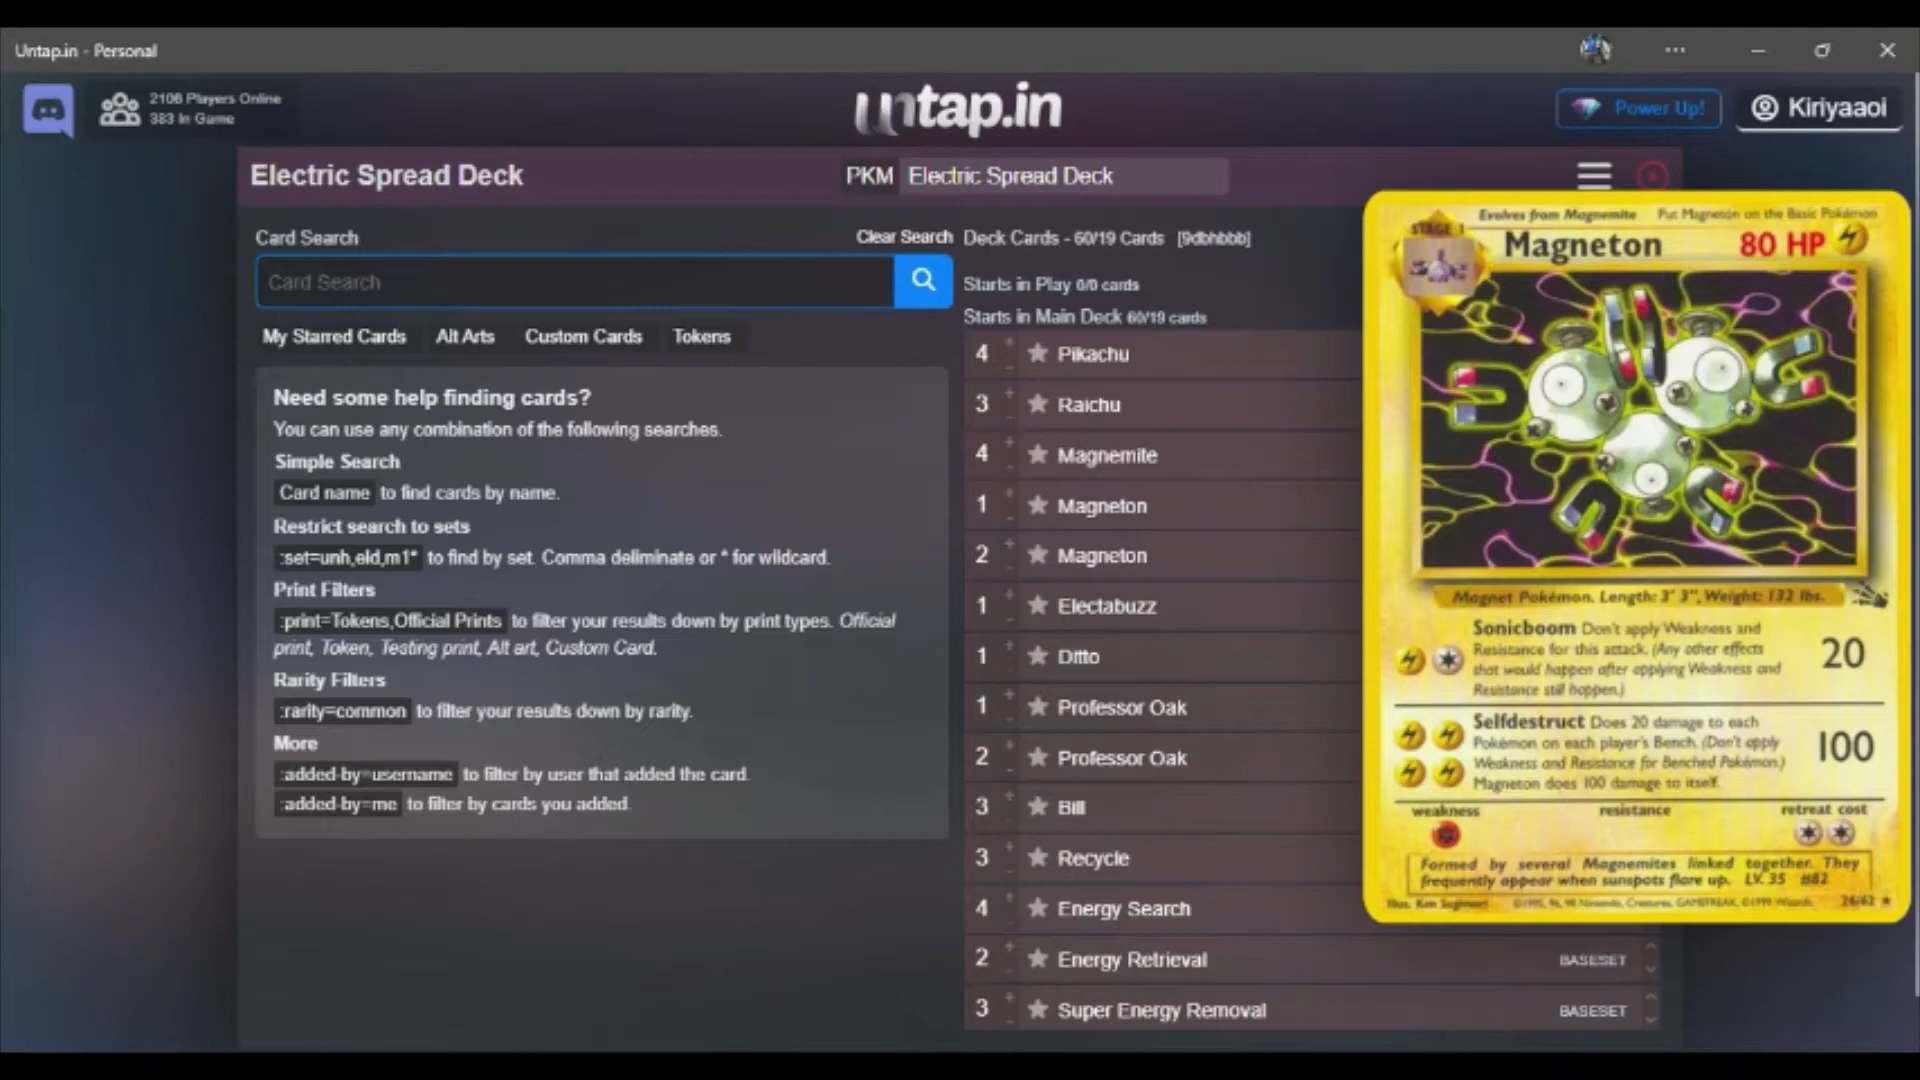 Untap.in - Personal
2106 Players Online
383 In Game
untap.in
Power Up!
Kiriyaaoi
Electric Spread Deck
PKM Electric Spread Deck
Card Search
Clear Search
Card Search
My Starred Cards Alt Arts Custom Cards Tokens
Need some help finding cards?
You can use any combination of the following searches.
Simple Search
Card name to find cards by name.
Restrict search to sets
:set=unh,eld,m1* to find by set. Comma deliminate or * for wildcard.
Print Filters
:print=Tokens,Official Prints to filter your results down by print types. Official
print, Token, Testing print, Alt art, Custom Card.
Rarity Filters
:rarity=common to filter your results down by rarity.
More
:added-by=username to filter by user that added the card.
:added-by=me to filter by cards you added.
Deck Cards - 60/19 Cards [9dbhbbb]
Starts in Play 0/0 cards
Starts in Main Deck 60/19 cards
4 Pikachu
3 Raichu
4 Magnemite
1 Magneton
2 Magneton
1 Electabuzz
1 Ditto
1 Professor Oak
2 Professor Oak
3 Bill
3 Recycle
4 Energy Search
2 Energy Retrieval BASESET
3 Super Energy Removal BASESET
Evolves from Magnemite Put Magneton on the Basic Pokémon
STAGE 1
Magneton 80 HP
Magnet Pokémon. Length: 3' 3", Weight: 132 lbs.
Sonicboom Don't apply Weakness and
Resistance for this attack. (Any other effects
that would happen after applying Weakness and
Resistance still happen.)
20
Selfdestruct Does 20 damage to each
Pokémon on each player's Bench. (Don't apply
Weakness and Resistance for Benched Pokémon.)
Magneton does 100 damage to itself.
100
weakness resistance retreat cost
Formed by several Magnemites linked together. They
frequently appear when sunspots flare up. LV. 35 #82
Illus. Ken Sugimori ©1995, 96, 98 Nintendo, Creatures, GAMEFREAK. ©1999 Wizards. 26/62